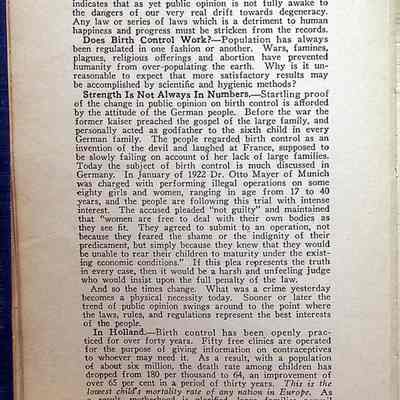 indicates that as yet public opinion is not fully awake
to the dangers of our very real drift towards degeneracy.
Any law or series of laws which is a detriment to human
happiness and progress must be stricken from the records.
Does Birth Control Work?—Population has always
been regulated in one fashion or another. Wars, famines,
plagues, religious offerings and abortion have prevented
humanity from over-populating the earth. Why is it un-
reasonable to expect that more satisfactory results may
be accomplished by scientific and hygienic methods?
Strength Is Not Always In Numbers.—Startling proof
of the change in public opinion on birth control is afforded
by the attitude of the German people. Before the war the
former kaiser preached the gospel of the large family, and
personally acted as godfather to the sixth child in every
German family. The people regarded birth control as an
invention of the devil and laughed at France, supposed to
be slowly failing on account of her lack of large families.
Today the subject of birth control is much discussed in
Germany. In January of 1922 Dr. Otto Mayer of Munich
was charged with performing illegal operations on some
eighty girls and women, ranging in age from 17 to 40
years, and the people are following this trial with intense
interest. The accused pleaded "not guilty" and maintained
that "women are free to deal with their own bodies as
they see fit. They agreed to submit to an operation, not
because they feared the shame or the indignity of their
predicament, but simply because they knew that they would
be unable to rear their children to maturity under the exist-
ing economic conditions." If this plea represents the truth
in every case, then it would be a harsh and unfeeling judge
who would insist upon the full penalty of the law.
And so the times change. What was a crime yesterday
becomes a physical necessity today. Sooner or later the
trend of public opinion swings around to the point where
the laws, rules, and regulations represent the best interests
of the people.
In Holland.—Birth control has been openly prac-
ticed for over forty years. Fifty free clinics are operated
for the purpose of giving information on contraceptives
to whoever may need it. As a result, with a population
of about six million, the death rate among children has
dropped from 180 per thousand to 64, an improvement of
over 65 per cent in a period of thirty years. This is the
lowest child's mortality rate of any nation in Europe. As